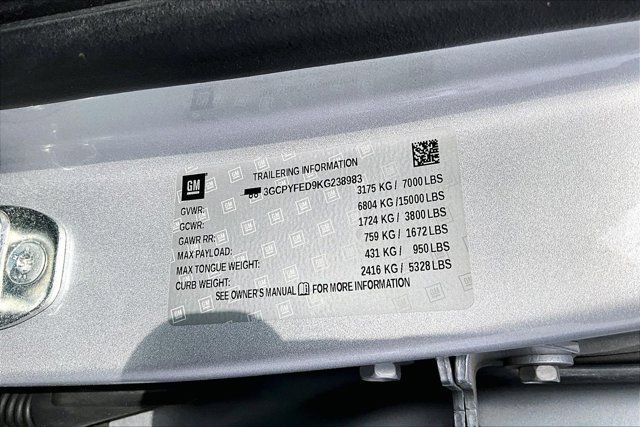 GM
TRAILERING INFORMATION
3GCPYFED9KG238983
GVWR: 3175 KG / 7000 LBS
GCWR: 6804 KG /15000 LBS
GAWR RR: 1724 KG / 3800 LBS
MAX PAYLOAD: 759 KG / 1672 LBS
MAX TONGUE WEIGHT: 431 KG / 950 LBS
CURB WEIGHT: 2416 KG / 5328 LBS
SEE OWNER'S MANUAL FOR MORE INFORMATION